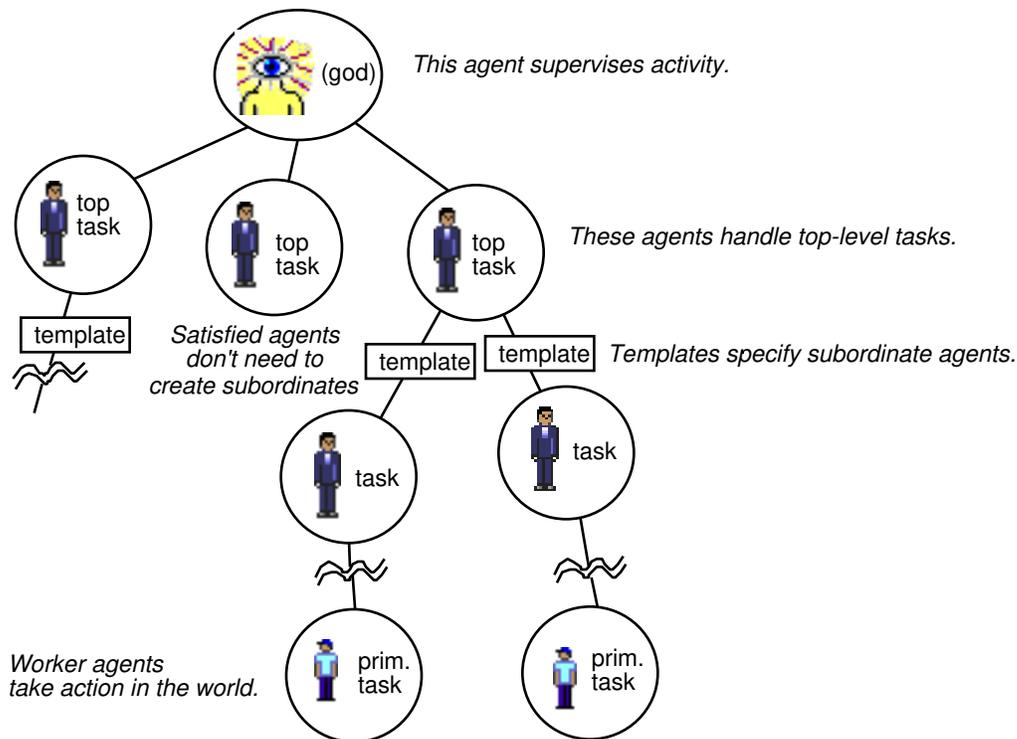 (god)
This agent supervises activity.
top
task
top
task
top
task
These agents handle top-level tasks.
template
Satisfied agents
don't need to
create subordinates
template
template
Templates specify subordinate agents.
task
task
Worker agents
take action in the world.
prim.
task
prim.
task